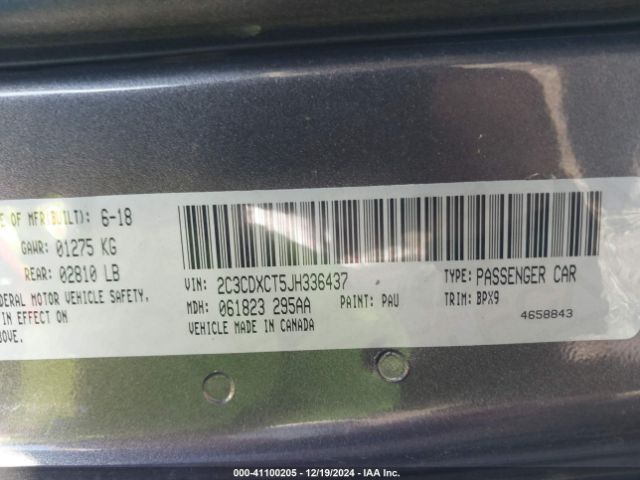 E OF MFR(BUILT): 6-18
GAWR: 01275 KG
REAR: 02810 LB
DERAL MOTOR VEHICLE SAFETY,
IN EFFECT ON
BOVE.
VIN: 2C3CDXCT5JH336437
TYPE: PASSENGER CAR
MDH: 061823 295AA PAINT: PAU
TRIM: BPX9
VEHICLE MADE IN CANADA
4658843
000-41100205 - 12/19/2024 - IAA Inc.